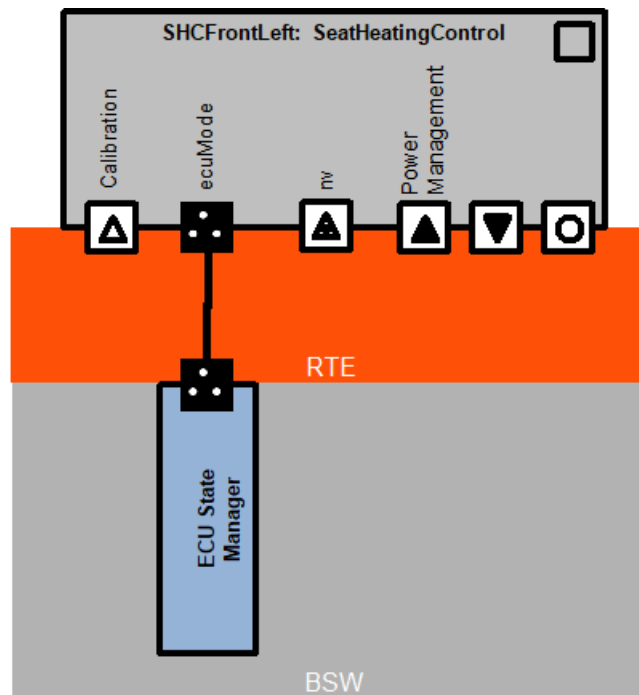 SHCFrontLeft: SeatHeatingControl
Calibration
ecuMode
nv
Power
Management
RTE
ECU State
Manager
BSW